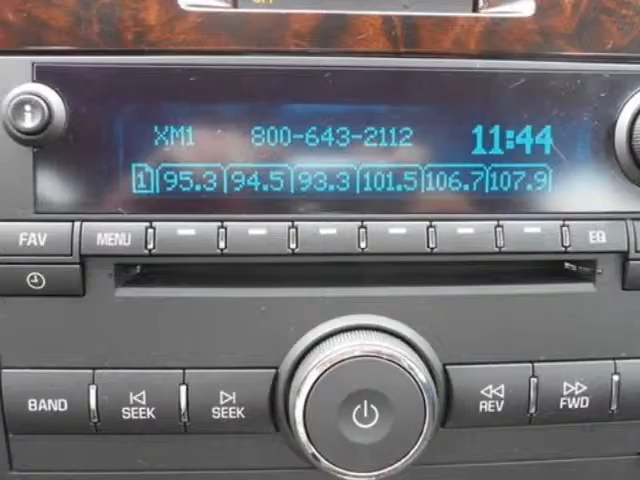 XM1 800-643-2112 11:44
1 95.3 94.5 93.3 101.5 106.7 107.9
FAV MENU EQ
BAND SEEK SEEK REV FWD